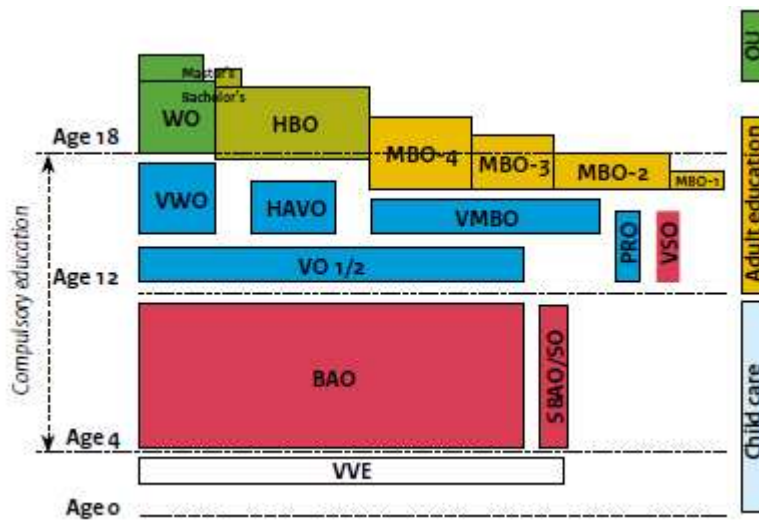 Master's
Bachelor's
WO
HBO
OU
Age 18
MBO-4
MBO-3
MBO-2
MBO-1
VWO
HAVO
VMBO
PRO
VSO
Adult education
VO 1/2
Age 12
Compulsory education
BAO
SBAO/SO
Child care
Age 4
VVE
Age 0